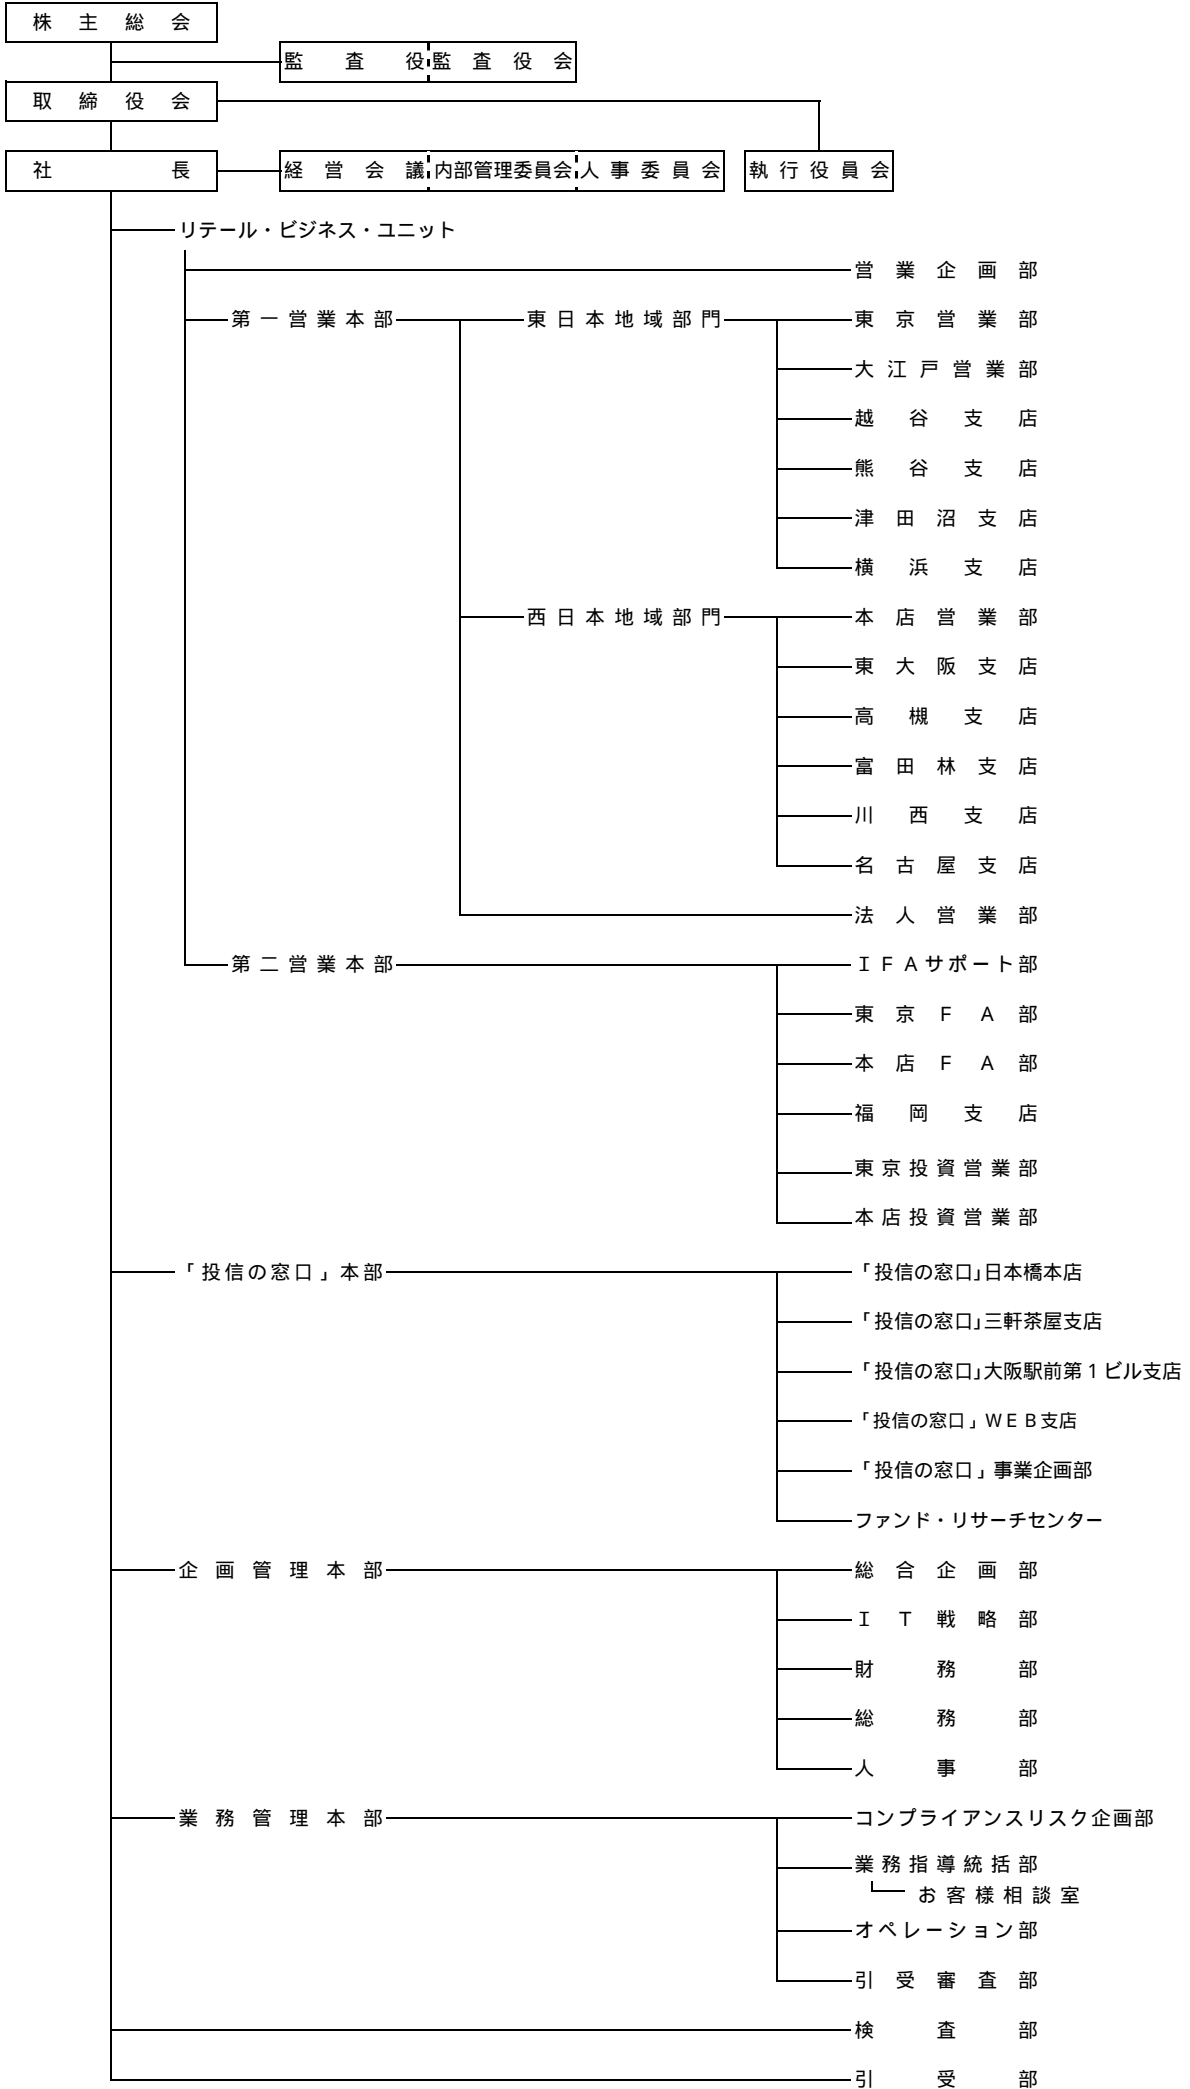 株主総会
監査役 監査役会
取締役会
社長 経営会議 内部管理委員会 人事委員会 執行役員会
リテール・ビジネス・ユニット
営業企画部
第一営業本部 東日本地域部門 東京営業部
大江戸営業部
越谷支店
熊谷支店
津田沼支店
横浜支店
西日本地域部門 本店営業部
東大阪支店
高槻支店
富田林支店
川西支店
名古屋支店
法人営業部
第二営業本部 IFAサポート部
東京FA部
本店FA部
福岡支店
東京投資営業部
本店投資営業部
「投信の窓口」本部 「投信の窓口」日本橋本店
「投信の窓口」三軒茶屋支店
「投信の窓口」大阪駅前第1ビル支店
「投信の窓口」WEB支店
「投信の窓口」事業企画部
ファンド・リサーチセンター
企画管理本部 総合企画部
IT戦略部
財務部
総務部
人事部
業務管理本部 コンプライアンスリスク企画部
業務指導統括部
お客様相談室
オペレーション部
引受審査部
検査部
引受部